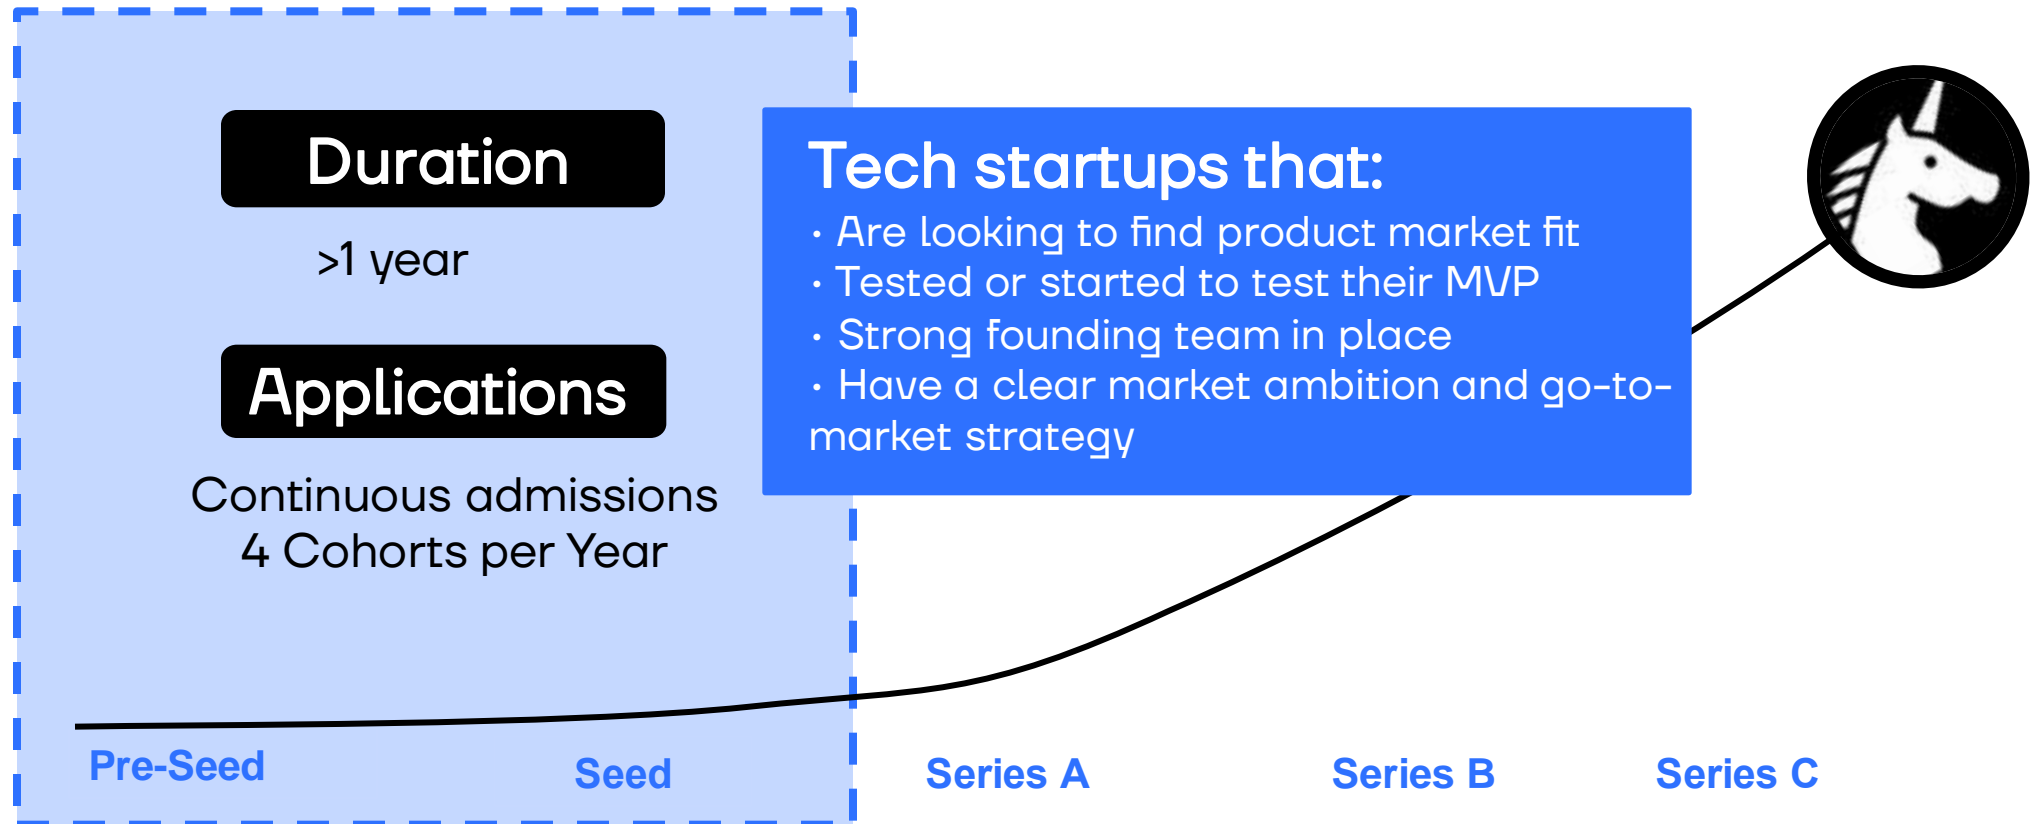 Duration
>1 year
Applications
Continuous admissions
4 Cohorts per Year
Tech startups that:
• Are looking to find product market fit
• Tested or started to test their MVP
• Strong founding team in place
• Have a clear market ambition and go-to-
market strategy
Pre-Seed
Seed
Series A
Series B
Series C